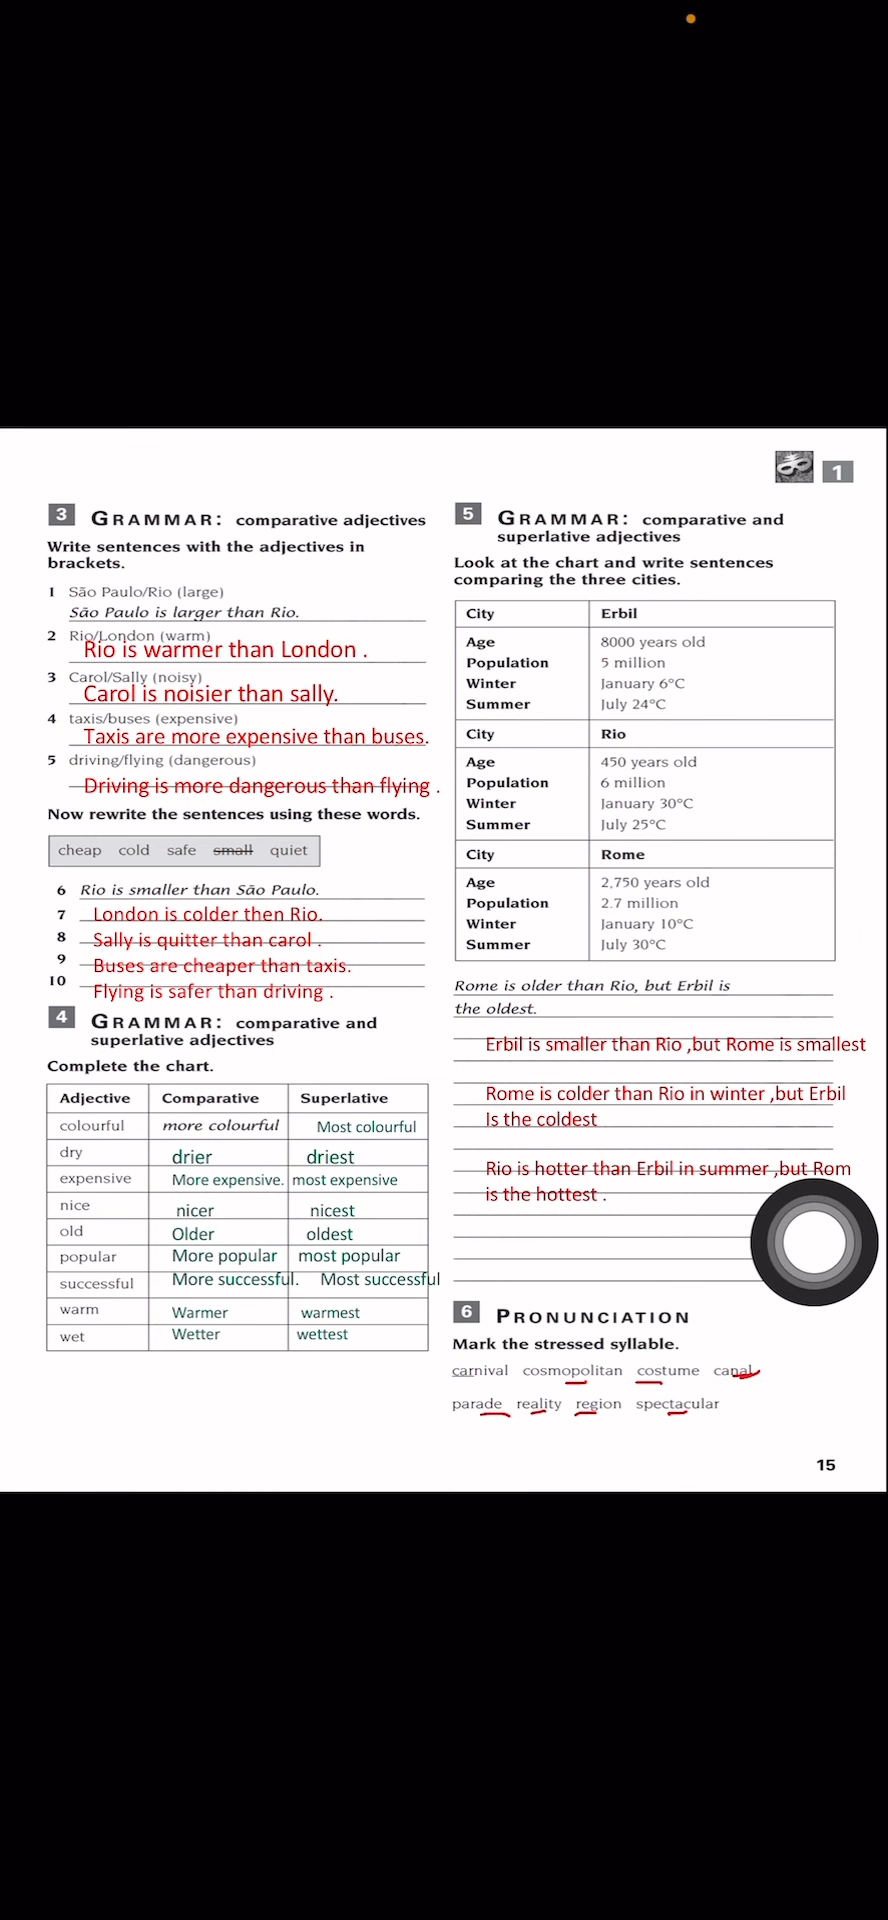 1
3 GRAMMAR: comparative adjectives
Write sentences with the adjectives in
brackets.
1 São Paulo/Rio (large)
São Paulo is larger than Rio.
2 Rio/London (warm)
Rio is warmer than London .
3 Carol/Sally (noisy)
Carol is noisier than sally.
4 taxis/buses (expensive)
Taxis are more expensive than buses.
5 driving/flying (dangerous)
Driving is more dangerous than flying .
Now rewrite the sentences using these words.
cheap cold safe small quiet
6 Rio is smaller than São Paulo.
7 London is colder then Rio.
8 Sally is quitter than carol .
9 Buses are cheaper than taxis.
10 Flying is safer than driving .
4 GRAMMAR: comparative and
superlative adjectives
Complete the chart.
Adjective Comparative Superlative
colourful more colourful Most colourful
dry drier driest
expensive More expensive. most expensive
nice nicer nicest
old Older oldest
popular More popular most popular
successful More successful. Most successful
warm Warmer warmest
wet Wetter wettest
5 GRAMMAR: comparative and
superlative adjectives
Look at the chart and write sentences
comparing the three cities.
City Erbil
Age 8000 years old
Population 5 million
Winter January 6°C
Summer July 24°C
City Rio
Age 450 years old
Population 6 million
Winter January 30°C
Summer July 25°C
City Rome
Age 2,750 years old
Population 2.7 million
Winter January 10°C
Summer July 30°C
Rome is older than Rio, but Erbil is
the oldest.
Erbil is smaller than Rio ,but Rome is smallest
Rome is colder than Rio in winter ,but Erbil
Is the coldest
Rio is hotter than Erbil in summer ,but Rom
is the hottest .
6 PRONUNCIATION
Mark the stressed syllable.
carnival cosmopolitan costume canal
parade reality region spectacular
15